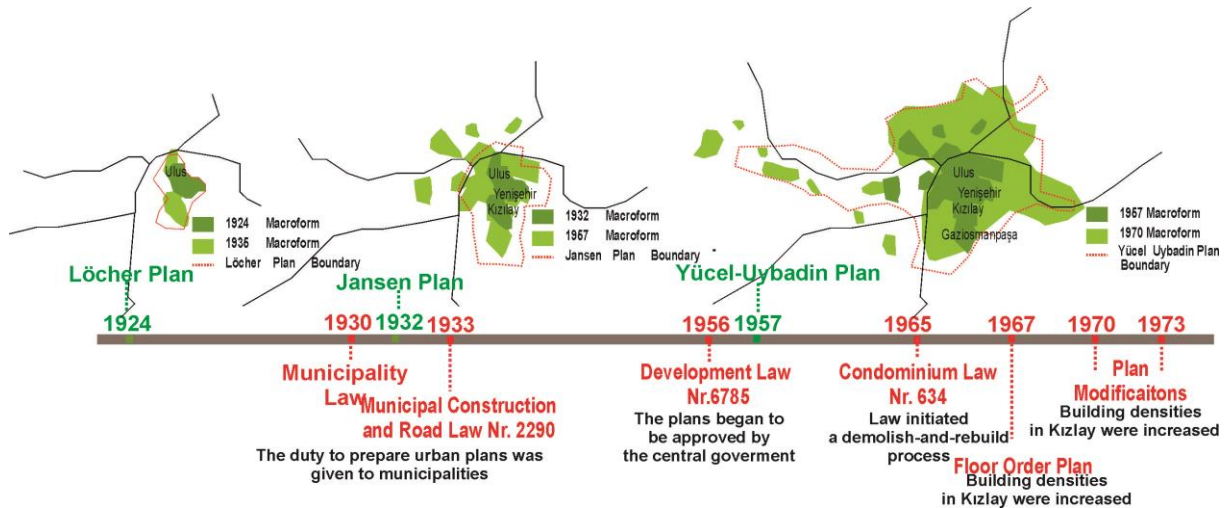 Ulus
1924 Macroform
1935 Macroform
Löcher Plan Boundary
Löcher Plan
Ulus
Yenişehir
Kızılay
1932 Macroform
1957 Macroform
Jansen Plan Boundary
Jansen Plan
Ulus
Yenişehir
Kızılay
Gaziosmanpaşa
1957 Macroform
1970 Macroform
Yücel Uybadin Plan
Boundary
Yücel-Uybadin Plan
1924
1930
1932
1933
1956
1957
1965
1967
1970
1973
Municipality
Law
Municipal Construction
and Road Law Nr. 2290
The duty to prepare urban plans was
given to municipalities
Development Law
Nr.6785
The plans began to
be approved by
the central goverment
Condominium Law
Nr. 634
Law initiated
a demolish-and-rebuild
process
Floor Order Plan
Building densities
in Kızlay were increased
Plan
Modificaitons
Building densities
in Kızlay were increased